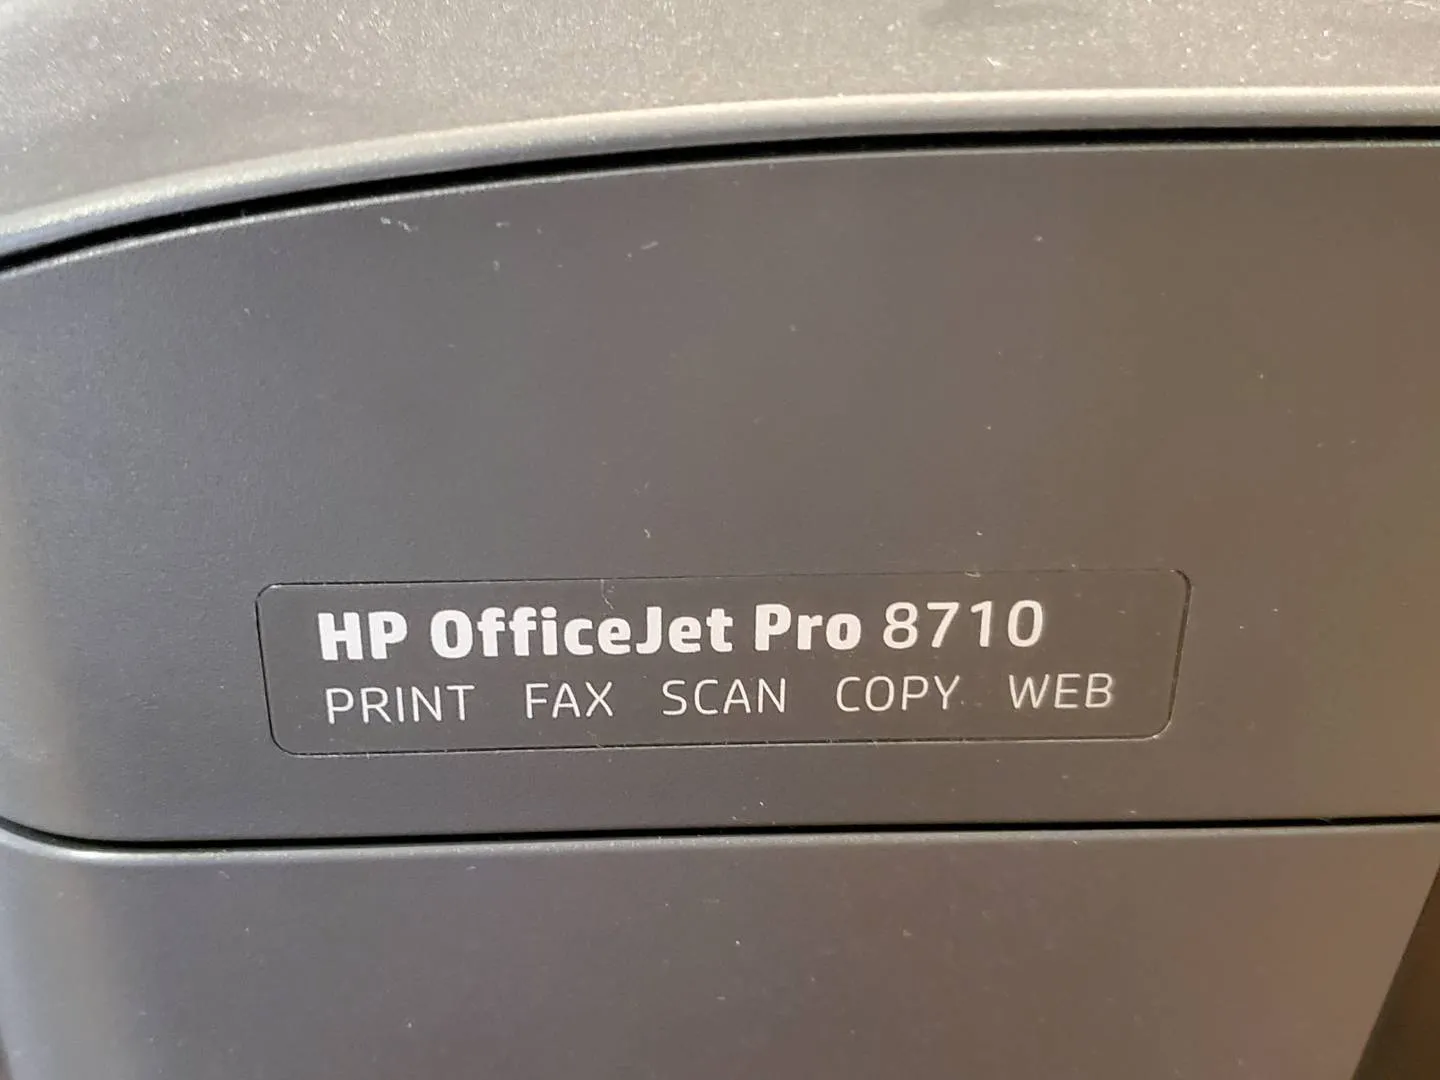 HP OfficeJet Pro 8710
PRINT FAX SCAN COPY WEB